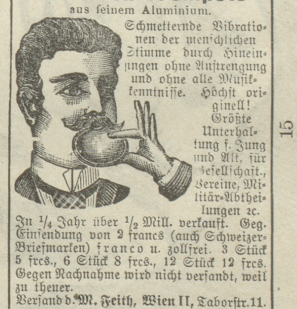 aus feinem Aluminium.
Schmetternde Vibratio-
nen der menschlichen
Stimme durch Hinein-
ingen ohne Anstrengung
und ohne alle Musik-
kenntnisse. Höchst ori-
ginell!
Größte
Unterhal-
tung f. Jung
und Alt, für
Gesellschaft,
Vereine, Mi-
litär-Abthei-
lungen ꝛc.
In 1/4 Jahr über 1/2 Mill. verkauft. Geg.
Einsendung von 2 francs (auch Schweizer-
Briefmarken) franco u. zollfrei. 3 Stück
5 frcs., 6 Stück 8 frcs., 12 Stück 12 frcs.
Gegen Nachnahme wird nicht versandt, weil
zu theuer.
Versand d. M. Feith, Wien II, Taborstr. 11.
15